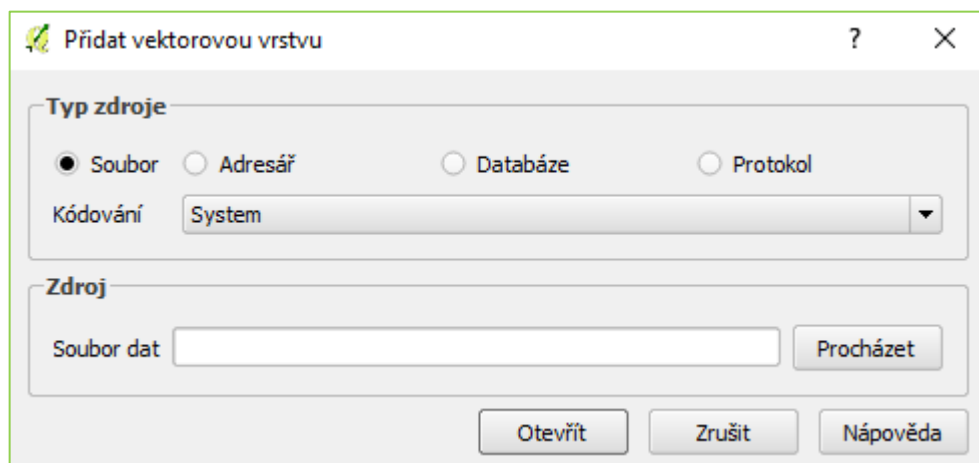 Přidat vektorovou vrstvu ?
Typ zdroje
Soubor Adresář Databáze Protokol
Kódování System
Zdroj
Soubor dat Procházet
Otevřít Zrušit Nápověda